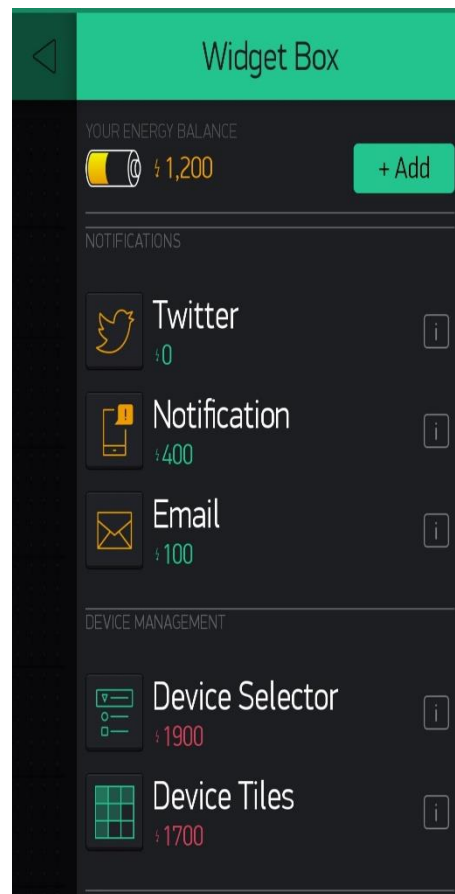 Widget Box
YOUR ENERGY BALANCE
1,200
+ Add
NOTIFICATIONS
Twitter
0
Notification
400
Email
100
DEVICE MANAGEMENT
Device Selector
1900
Device Tiles
1700